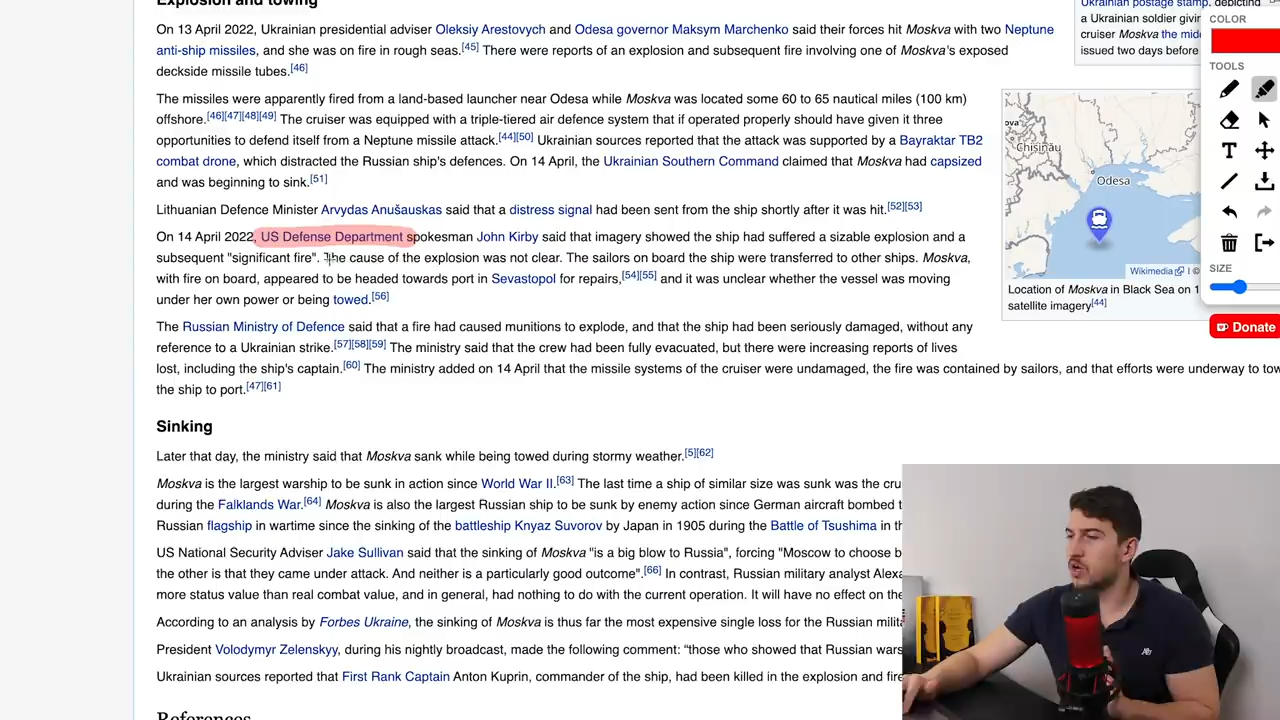 Explosion and towing
On 13 April 2022, Ukrainian presidential adviser Oleksiy Arestovych and Odesa governor Maksym Marchenko said their forces hit Moskva with two Neptune
anti-ship missiles, and she was on fire in rough seas.[45] There were reports of an explosion and subsequent fire involving one of Moskva's exposed
deckside missile tubes.[46]
The missiles were apparently fired from a land-based launcher near Odesa while Moskva was located some 60 to 65 nautical miles (100 km)
offshore.[46][47][48][49] The cruiser was equipped with a triple-tiered air defence system that if operated properly should have given it three
opportunities to defend itself from a Neptune missile attack.[44][50] Ukrainian sources reported that the attack was supported by a Bayraktar TB2
combat drone, which distracted the Russian ship's defences. On 14 April, the Ukrainian Southern Command claimed that Moskva had capsized
and was beginning to sink.[51]
Lithuanian Defence Minister Arvydas Anušauskas said that a distress signal had been sent from the ship shortly after it was hit.[52][53]
On 14 April 2022, US Defense Department spokesman John Kirby said that imagery showed the ship had suffered a sizable explosion and a
subsequent "significant fire". The cause of the explosion was not clear. The sailors on board the ship were transferred to other ships. Moskva,
with fire on board, appeared to be headed towards port in Sevastopol for repairs,[54][55] and it was unclear whether the vessel was moving
under her own power or being towed.[56]
The Russian Ministry of Defence said that a fire had caused munitions to explode, and that the ship had been seriously damaged, without any
reference to a Ukrainian strike.[57][58][59] The ministry said that the crew had been fully evacuated, but there were increasing reports of lives
lost, including the ship's captain.[60] The ministry added on 14 April that the missile systems of the cruiser were undamaged, the fire was contained by sailors, and that efforts were underway to tow
the ship to port.[47][61]
Sinking
Later that day, the ministry said that Moskva sank while being towed during stormy weather.[5][62]
Moskva is the largest warship to be sunk in action since World War II.[63] The last time a ship of similar size was sunk was the cru
during the Falklands War.[64] Moskva is also the largest Russian ship to be sunk by enemy action since German aircraft bombed t
Russian flagship in wartime since the sinking of the battleship Knyaz Suvorov by Japan in 1905 during the Battle of Tsushima in th
US National Security Adviser Jake Sullivan said that the sinking of Moskva "is a big blow to Russia", forcing "Moscow to choose b
the other is that they came under attack. And neither is a particularly good outcome".[66] In contrast, Russian military analyst Alexa
more status value than real combat value, and in general, had nothing to do with the current operation. It will have no effect on the
According to an analysis by Forbes Ukraine, the sinking of Moskva is thus far the most expensive single loss for the Russian milita
President Volodymyr Zelenskyy, during his nightly broadcast, made the following comment: "those who showed that Russian wars
Ukrainian sources reported that First Rank Captain Anton Kuprin, commander of the ship, had been killed in the explosion and fire
References
Ukrainian postage stamp, depicting
a Ukrainian soldier givin
cruiser Moskva the midd
issued two days before
Chișinău
Odesa
Wikimedia | ©
Location of Moskva in Black Sea on 1
satellite imagery[44]
COLOR
TOOLS
T
SIZE
Donate